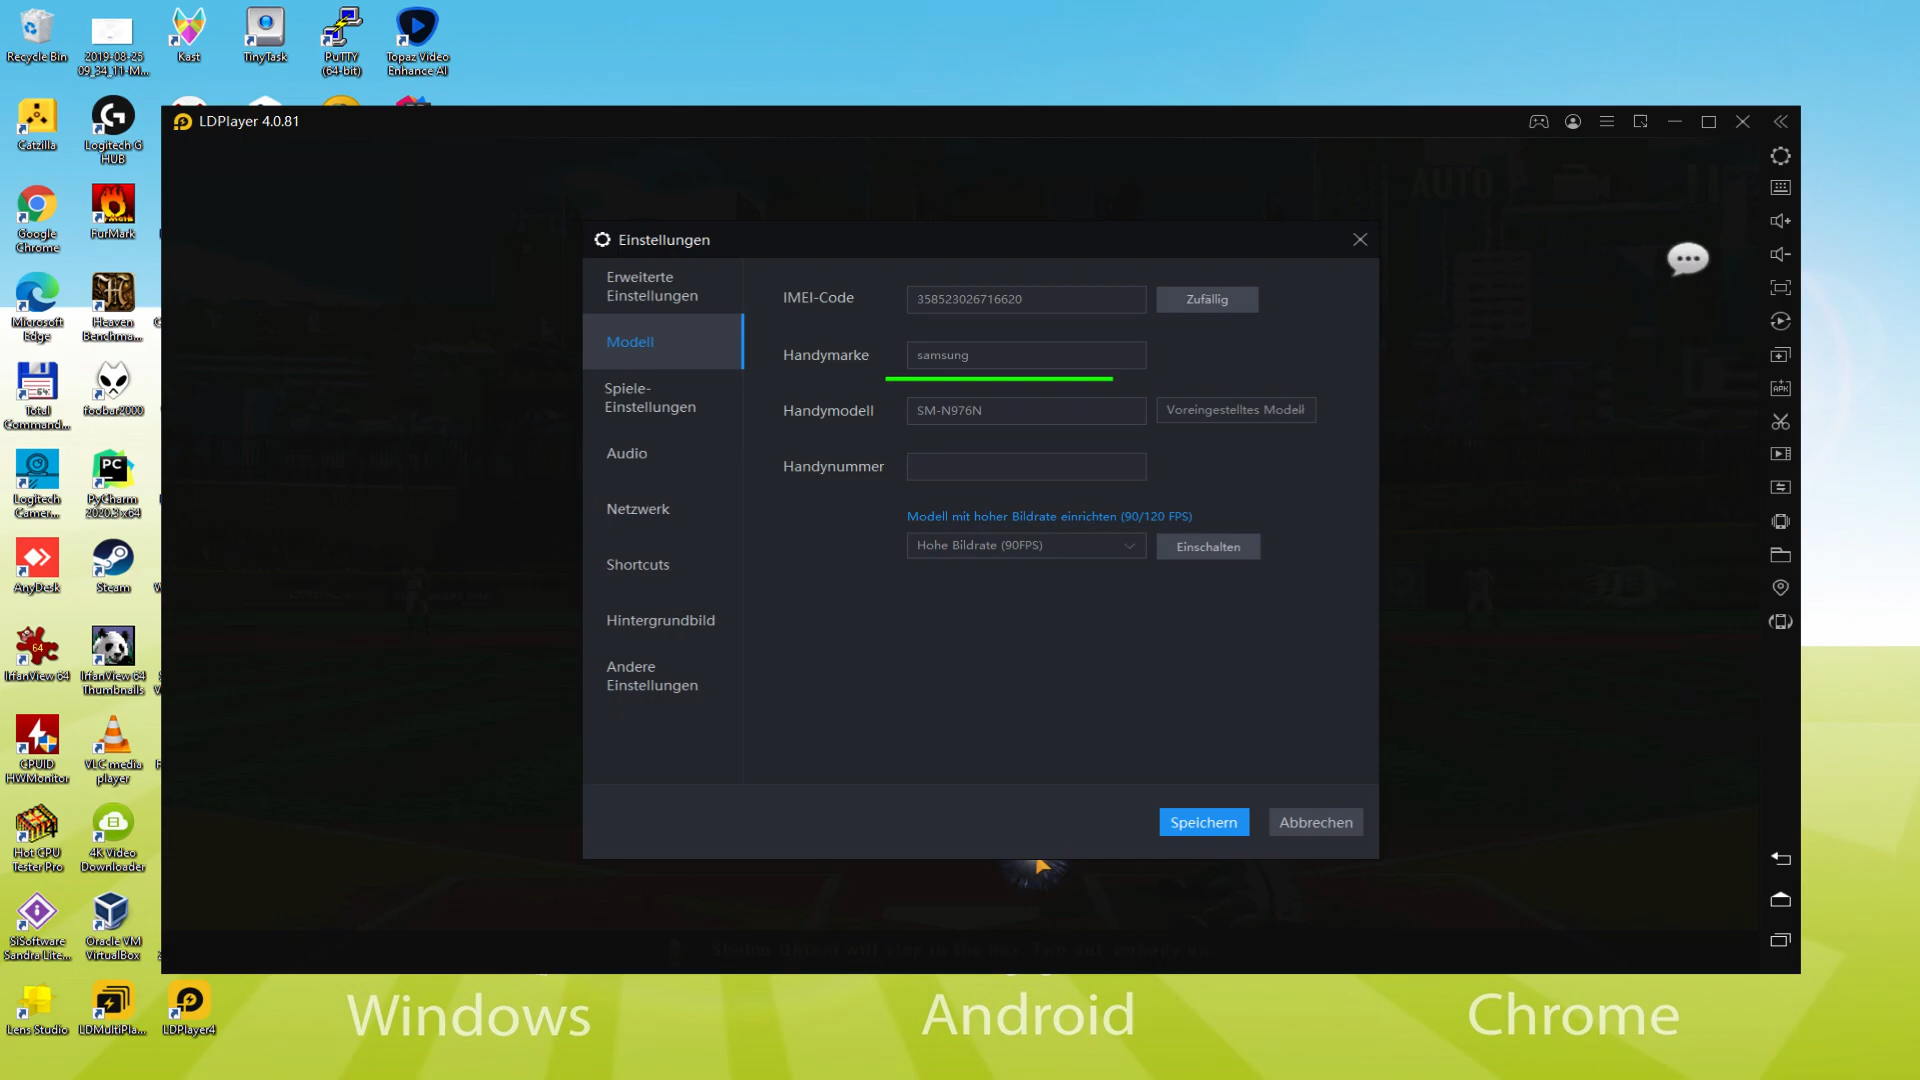 Recycle Bin
2019-08-25
09_34_11-M...
Kast
TinyTask
PuTTY
(64-bit)
Topaz Video
Enhance AI
Catzilla
Logitech G
HUB
LDPlayer 4.0.81
Google
Chrome
FurMark
AUTO
Microsoft
Edge
Heaven
Benchma...
Total
Command...
foobar2000
Logitech
Camer...
PyCharm
2020.3 x64
AnyDesk
Steam
IrfanView 64
IrfanView 64
Thumbnails
CPUID
HWMonitor
VLC media
player
Hot CPU
Tester Pro
4K Video
Downloader
SiSoftware
Sandra Lite...
Oracle VM
VirtualBox
Lens Studio
LDMultiPla...
LDPlayer4
Einstellungen
Erweiterte
Einstellungen
Modell
Spiele-
Einstellungen
Audio
Netzwerk
Shortcuts
Hintergrundbild
Andere
Einstellungen
IMEI-Code
358523026716620
Zufällig
Handymarke
samsung
Handymodell
SM-N976N
Voreingestelltes Modell
Handynummer
Modell mit hoher Bildrate einrichten (90/120 FPS)
Hohe Bildrate (90FPS)
Einschalten
Speichern
Abbrechen
APK
Windows
Android
Chrome